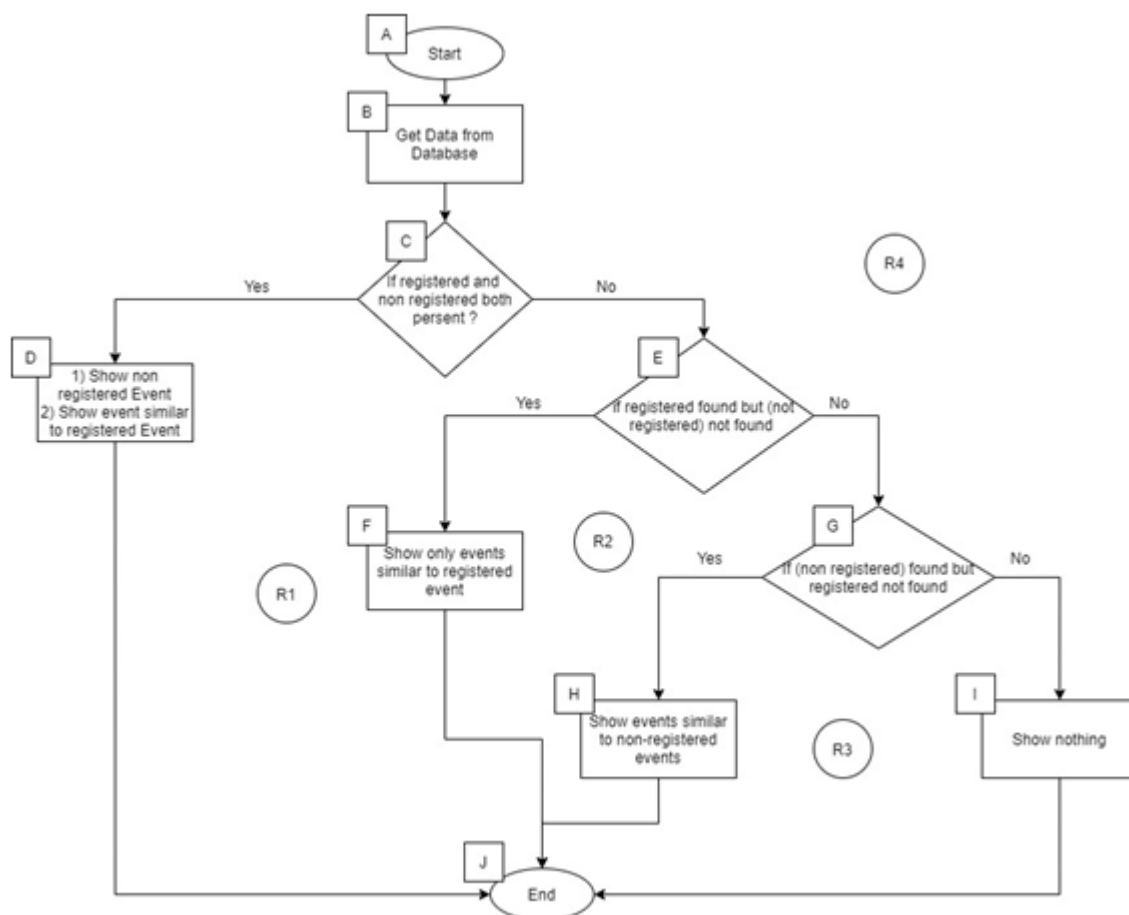 A
Start
B
Get Data from
Database
C
If registered and
non registered both
persent ?
Yes
No
R4
D
1) Show non
registered Event
2) Show event similar
to registered Event
E
if registered found but (not
registered) not found
Yes
No
F
Show only events
similar to registered
event
R1
R2
G
If (non registered) found but
registered not found
Yes
No
H
Show events similar
to non-registered
events
R3
I
Show nothing
J
End